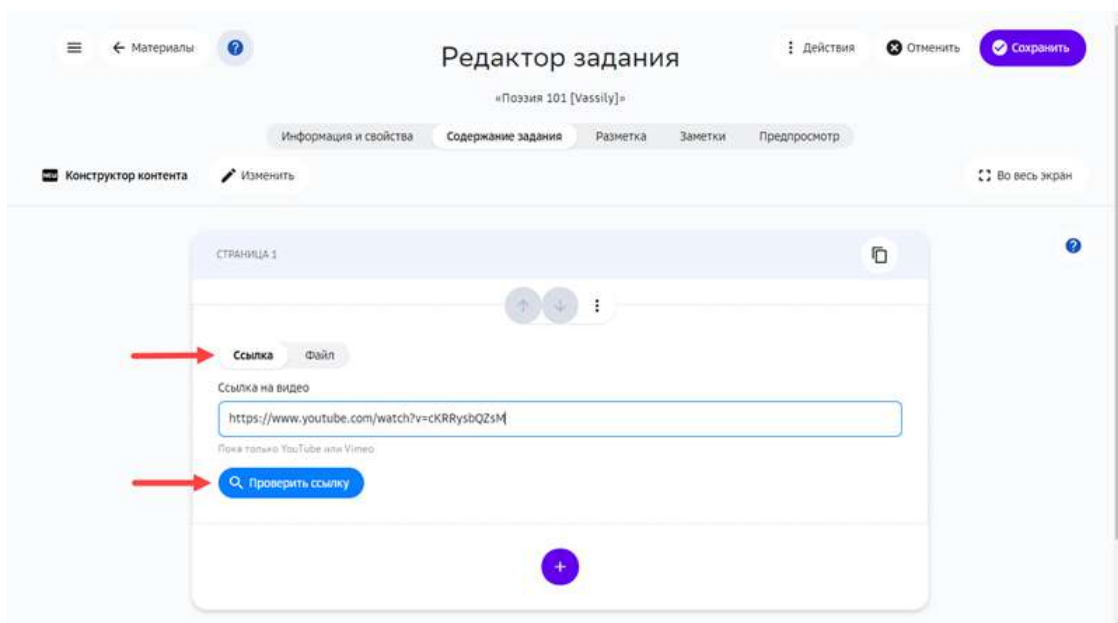 ← Материалы
Редактор задания
Действия
Отменить
Сохранить
«Поэзия 101 [Vassily]»
Информация и свойства Содержание задания Разметка Заметки Предпросмотр
NEW Конструктор контента Изменить Во весь экран
СТРАНИЦА 1
Ссылка Файл
Ссылка на видео
https://www.youtube.com/watch?v=cKRRysbQZsM
Пока только YouTube или Vimeo
Проверить ссылку